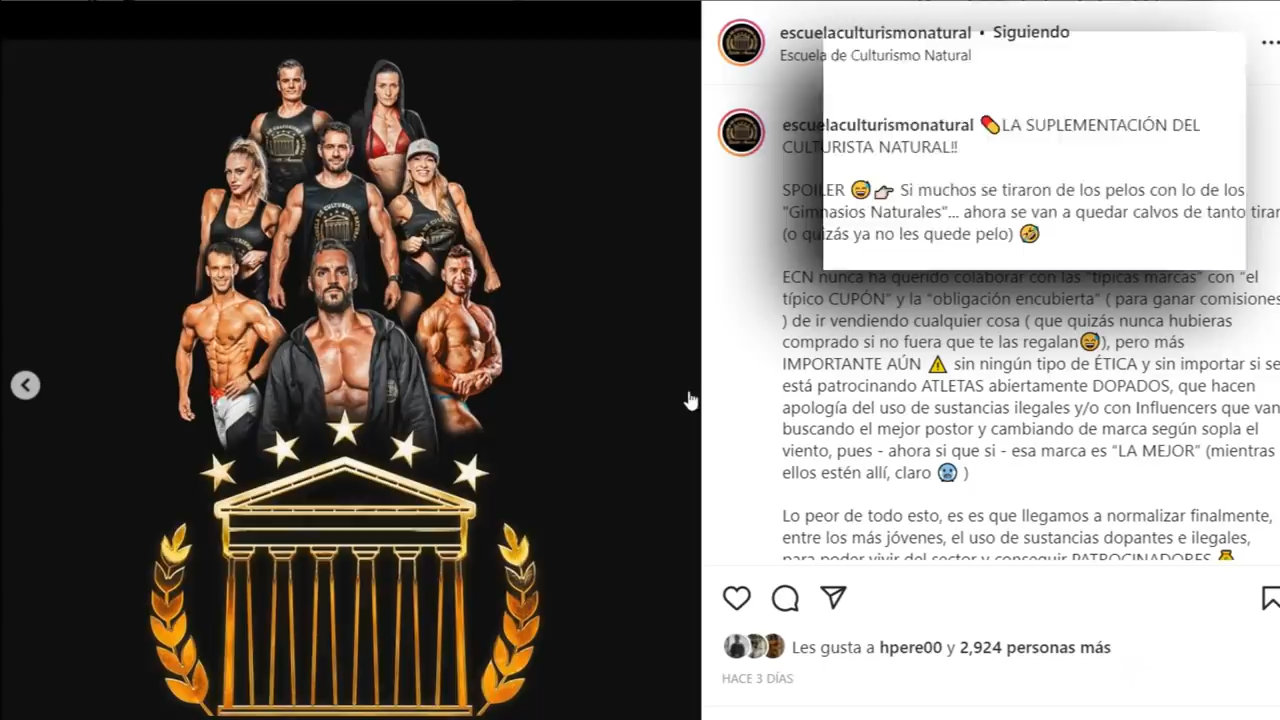 escuelaculturismonatural • Siguiendo
Escuela de Culturismo Natural
escuelaculturismonatural 💊LA SUPLEMENTACIÓN DEL
CULTURISTA NATURAL!!
SPOILER 😅👉 Si muchos se tiraron de los pelos con lo de los
"Gimnasios Naturales"... ahora se van a quedar calvos de tanto tirar
(o quizás ya no les quede pelo) 🤣
ECN nunca ha querido colaborar con las "típicas marcas" con "el
típico CUPÓN" y la "obligación encubierta" ( para ganar comisiones
) de ir vendiendo cualquier cosa ( que quizás nunca hubieras
comprado si no fuera que te las regalan😅), pero más
IMPORTANTE AÚN ⚠️ sin ningún tipo de ÉTICA y sin importar si se
está patrocinando ATLETAS abiertamente DOPADOS, que hacen
apología del uso de sustancias ilegales y/o con Influencers que van
buscando el mejor postor y cambiando de marca según sopla el
viento, pues - ahora si que si - esa marca es "LA MEJOR" (mientras
ellos estén allí, claro 🥶 )
Lo peor de todo esto, es es que llegamos a normalizar finalmente,
entre los más jóvenes, el uso de sustancias dopantes e ilegales,
para poder vivir del sector y conseguir PATROCINADORES 💰
Les gusta a hpere00 y 2,924 personas más
HACE 3 DÍAS